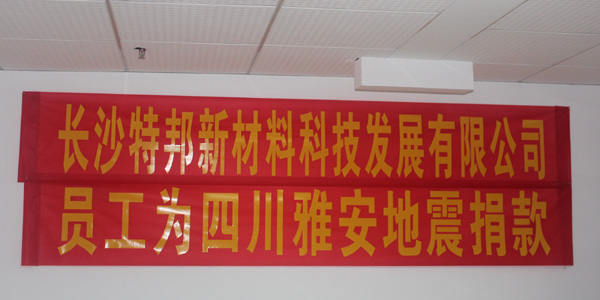 长沙特邦新材料科技发展有限公司
员工为四川雅安地震捐款